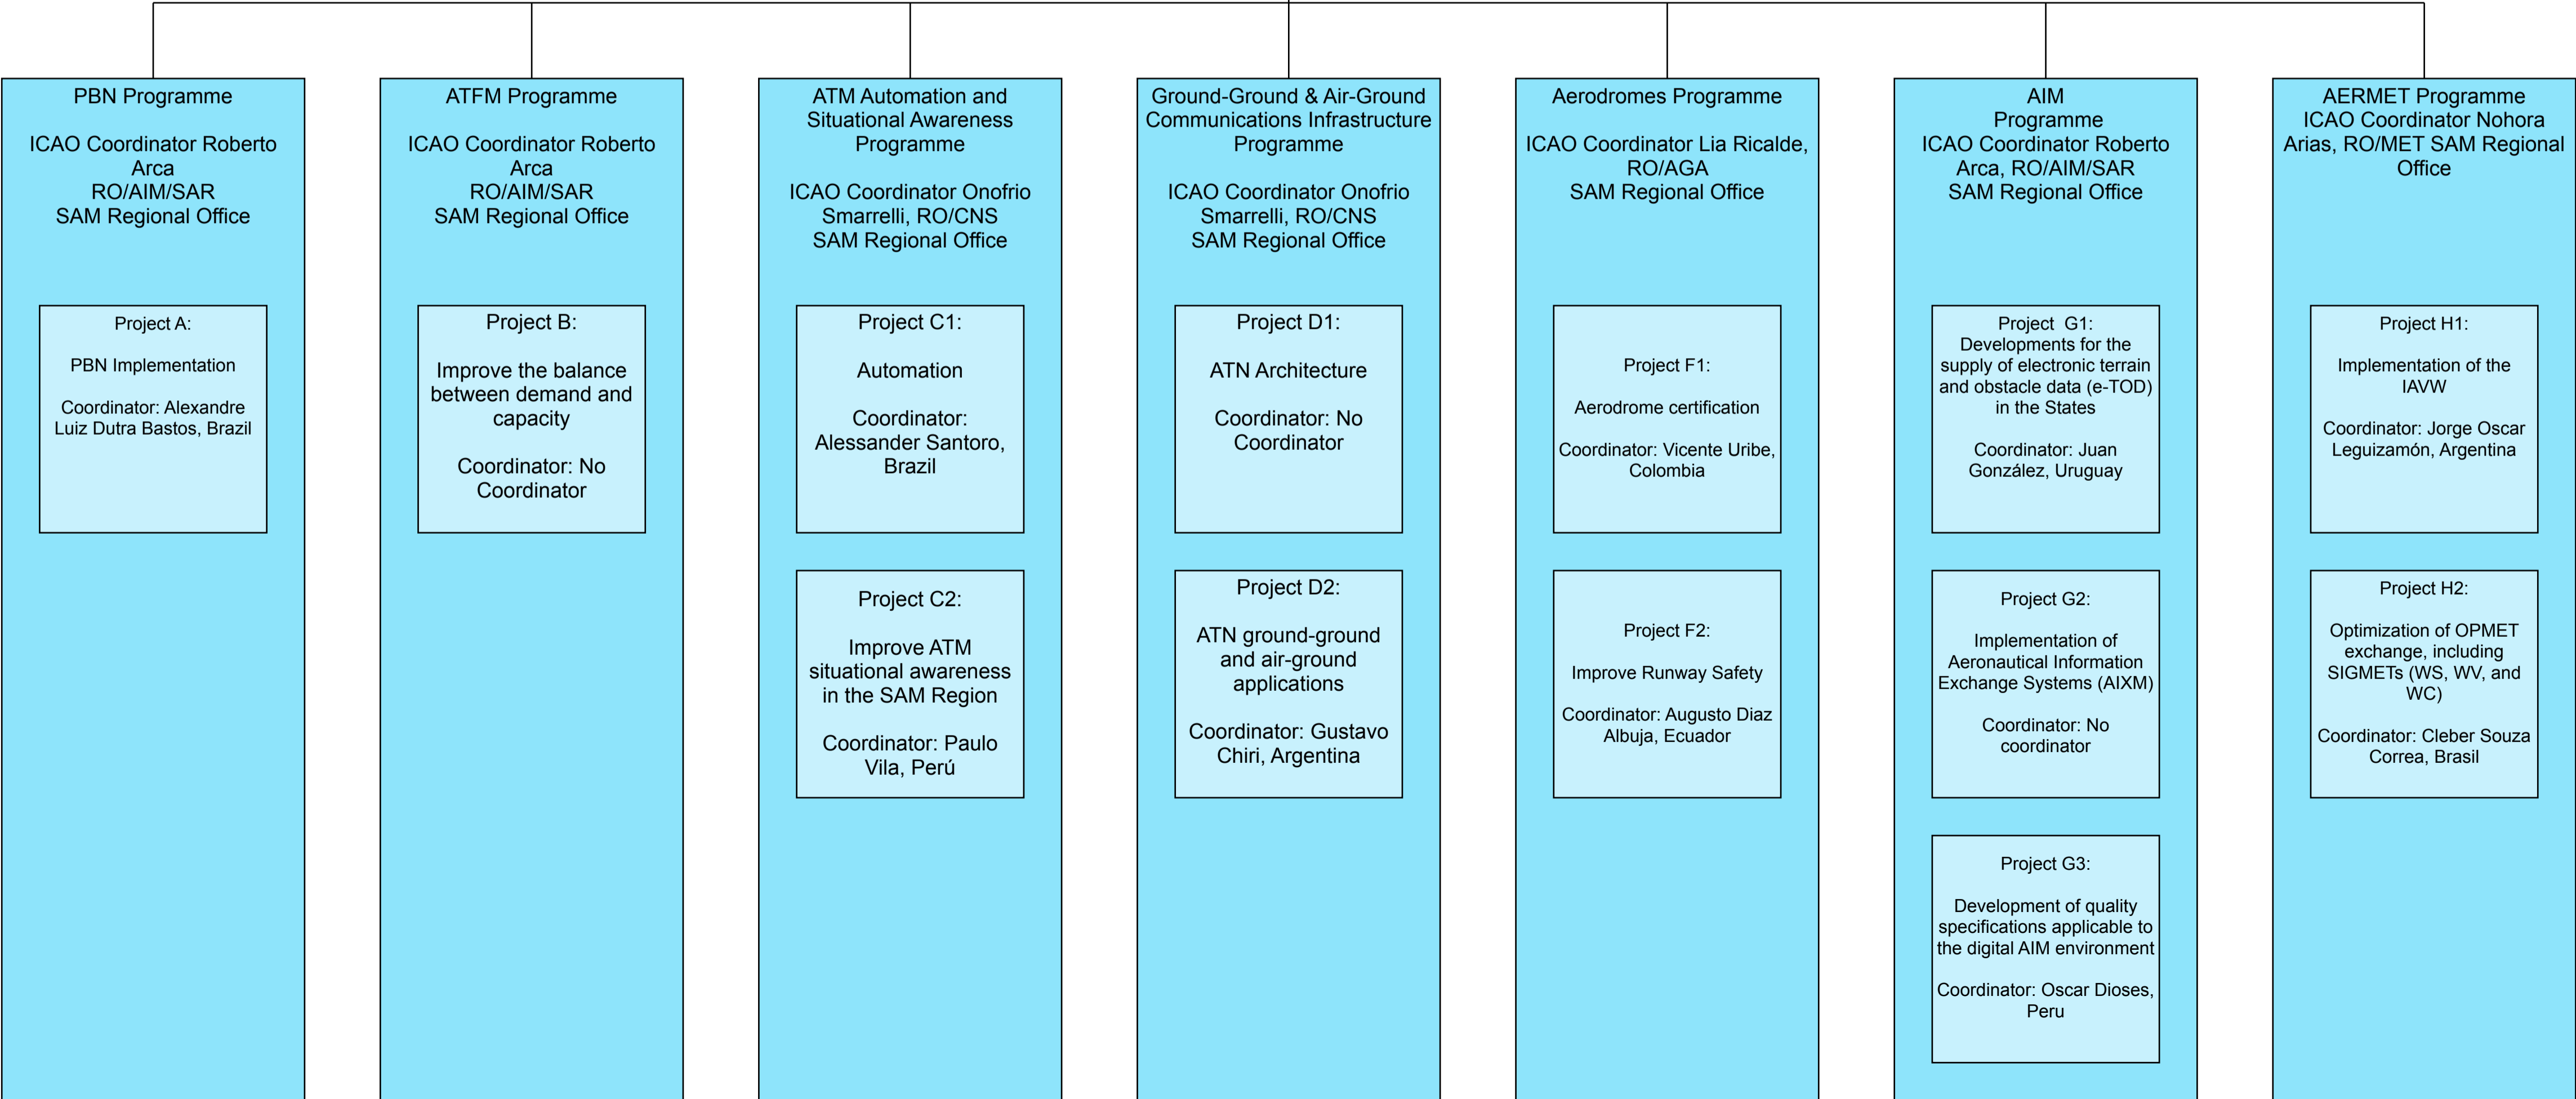 PBN Programme
ICAO Coordinator Roberto
Arca
RO/AIM/SAR
SAM Regional Office
Project A:
PBN Implementation
Coordinator: Alexandre
Luiz Dutra Bastos, Brazil
ATFM Programme
ICAO Coordinator Roberto
Arca
RO/AIM/SAR
SAM Regional Office
Project B:
Improve the balance
between demand and
capacity
Coordinator: No
Coordinator
ATM Automation and
Situational Awareness
Programme
ICAO Coordinator Onofrio
Smarrelli, RO/CNS
SAM Regional Office
Project C1:
Automation
Coordinator:
Alessander Santoro,
Brazil
Project C2:
Improve ATM
situational awareness
in the SAM Region
Coordinator: Paulo
Vila, Perú
Ground-Ground & Air-Ground
Communications Infrastructure
Programme
ICAO Coordinator Onofrio
Smarrelli, RO/CNS
SAM Regional Office
Project D1:
ATN Architecture
Coordinator: No
Coordinator
Project D2:
ATN ground-ground
and air-ground
applications
Coordinator: Gustavo
Chiri, Argentina
Aerodromes Programme
ICAO Coordinator Lia Ricalde,
RO/AGA
SAM Regional Office
Project F1:
Aerodrome certification
Coordinator: Vicente Uribe,
Colombia
Project F2:
Improve Runway Safety
Coordinator: Augusto Diaz
Albuja, Ecuador
AIM
Programme
ICAO Coordinator Roberto
Arca, RO/AIM/SAR
SAM Regional Office
Project  G1:
Developments for the
supply of electronic terrain
and obstacle data (e-TOD)
in the States
Coordinator: Juan
González, Uruguay
Project G2:
Implementation of
Aeronautical Information
Exchange Systems (AIXM)
Coordinator: No
coordinator
Project G3:
Development of quality
specifications applicable to
the digital AIM environment
Coordinator: Oscar Dioses,
Peru
AERMET Programme
ICAO Coordinator Nohora
Arias, RO/MET SAM Regional
Office
Project H1:
Implementation of the
IAVW
Coordinator: Jorge Oscar
Leguizamón, Argentina
Project H2:
Optimization of OPMET
exchange, including
SIGMETs (WS, WV, and
WC)
Coordinator: Cleber Souza
Correa, Brasil